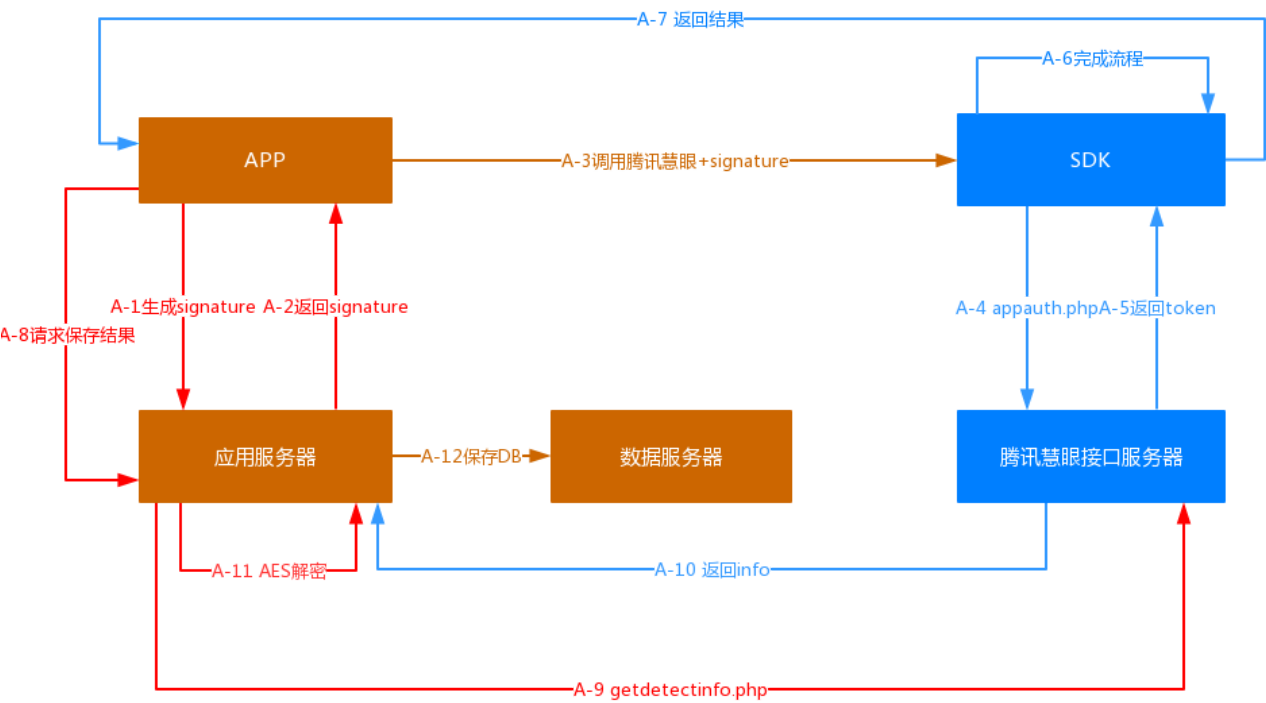 A-7 返回结果
A-6完成流程
APP
A-3调用腾讯慧眼+signature
SDK
A-1生成signature
A-2返回signature
A-4 appauth.php
A-5返回token
A-8请求保存结果
应用服务器
A-12保存DB
数据服务器
腾讯慧眼接口服务器
A-11 AES解密
A-10 返回info
A-9 getdetectinfo.php